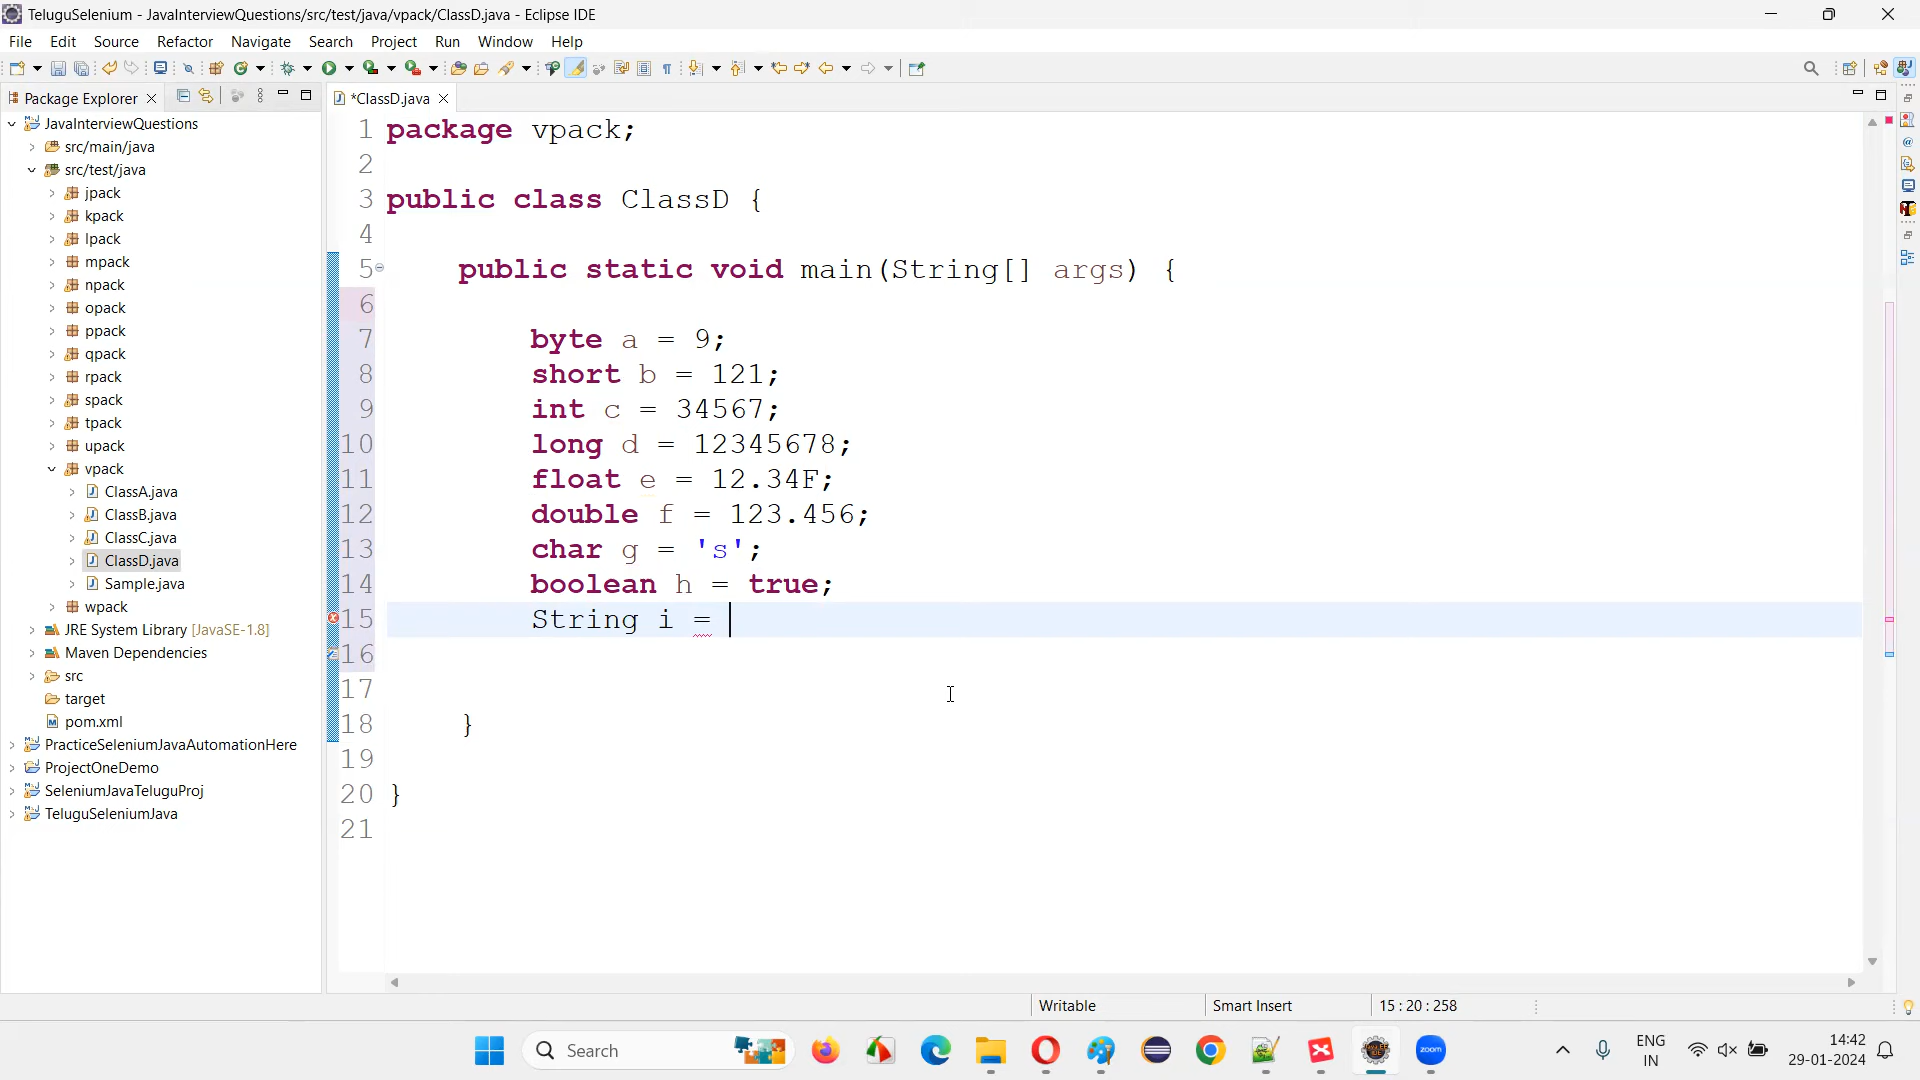 TeluguSelenium - JavaInterviewQuestions/src/test/java/vpack/ClassD.java - Eclipse IDE
File Edit Source Refactor Navigate Search Project Run Window Help
Package Explorer
*ClassD.java
JavaInterviewQuestions
src/main/java
src/test/java
jpack
kpack
lpack
mpack
npack
opack
ppack
qpack
rpack
spack
tpack
upack
vpack
ClassA.java
ClassB.java
ClassC.java
ClassD.java
Sample.java
wpack
JRE System Library [JavaSE-1.8]
Maven Dependencies
src
target
pom.xml
PracticeSeleniumJavaAutomationHere
ProjectOneDemo
SeleniumJavaTeluguProj
TeluguSeleniumJava
1 package vpack;
2
3 public class ClassD {
4
5 public static void main(String[] args) {
6
7 byte a = 9;
8 short b = 121;
9 int c = 34567;
10 long d = 12345678;
11 float e = 12.34F;
12 double f = 123.456;
13 char g = 's';
14 boolean h = true;
15 String i =
16
17
18 }
19
20 }
21
Writable Smart Insert 15 : 20 : 258
Search
zoom
ENG
IN
14:42
29-01-2024